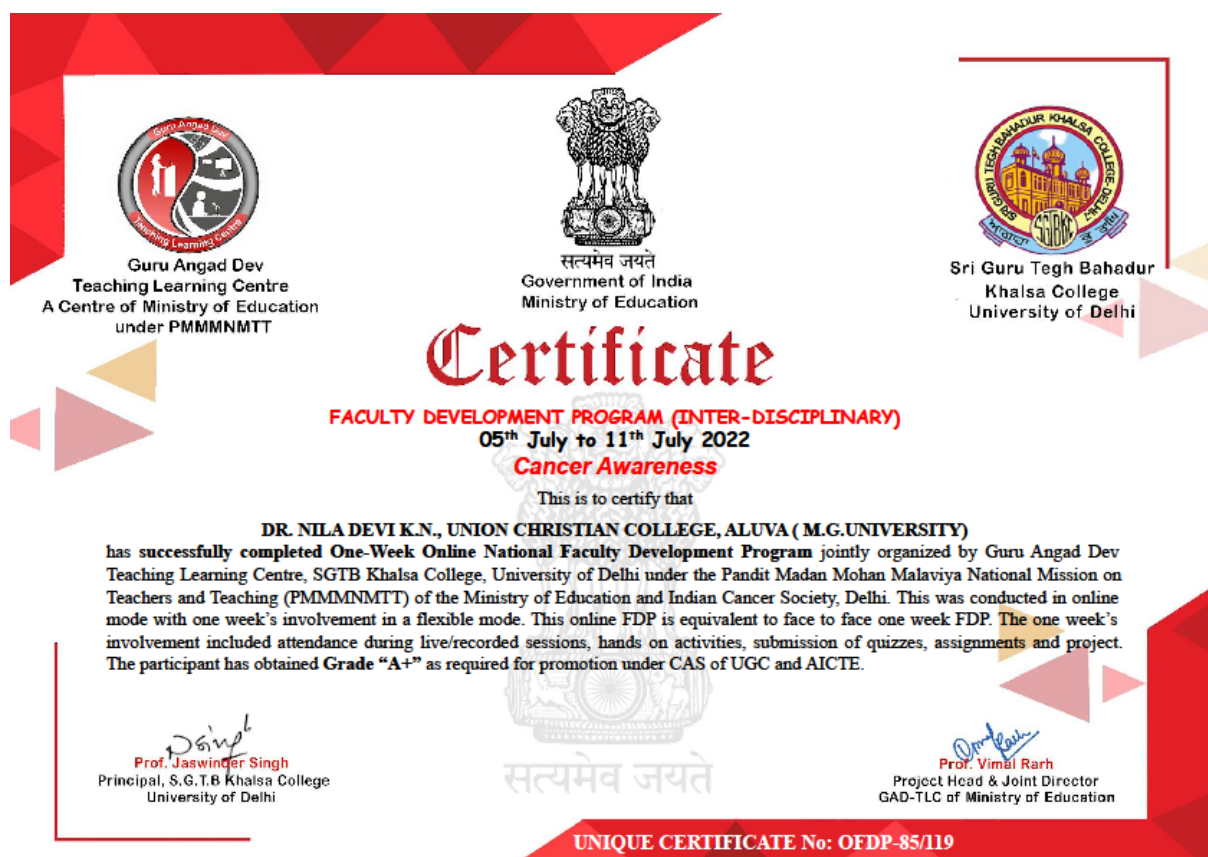 Guru Angad Dev
Teaching Learning Centre
Guru Angad Dev
Teaching Learning Centre
A Centre of Ministry of Education
under PMMMNMTT
सत्यमेव जयते
Government of India
Ministry of Education
SRI GURU TEGH BAHADUR KHALSA COLLEGE-DELHI-7
SGTBKC
Sri Guru Tegh Bahadur
Khalsa College
University of Delhi
Certificate
FACULTY DEVELOPMENT PROGRAM (INTER-DISCIPLINARY)
05th July to 11th July 2022
Cancer Awareness
This is to certify that
DR. NILA DEVI K.N., UNION CHRISTIAN COLLEGE, ALUVA ( M.G.UNIVERSITY)
has successfully completed One-Week Online National Faculty Development Program jointly organized by Guru Angad Dev
Teaching Learning Centre, SGTB Khalsa College, University of Delhi under the Pandit Madan Mohan Malaviya National Mission on
Teachers and Teaching (PMMMNMTT) of the Ministry of Education and Indian Cancer Society, Delhi. This was conducted in online
mode with one week’s involvement in a flexible mode. This online FDP is equivalent to face to face one week FDP. The one week’s
involvement included attendance during live/recorded sessions, hands on activities, submission of quizzes, assignments and project.
The participant has obtained Grade “A+” as required for promotion under CAS of UGC and AICTE.
Prof. Jaswinder Singh
Principal, S.G.T.B Khalsa College
University of Delhi
सत्यमेव जयते
Prof. Vimal Rarh
Project Head & Joint Director
GAD-TLC of Ministry of Education
UNIQUE CERTIFICATE No: OFDP-85/119